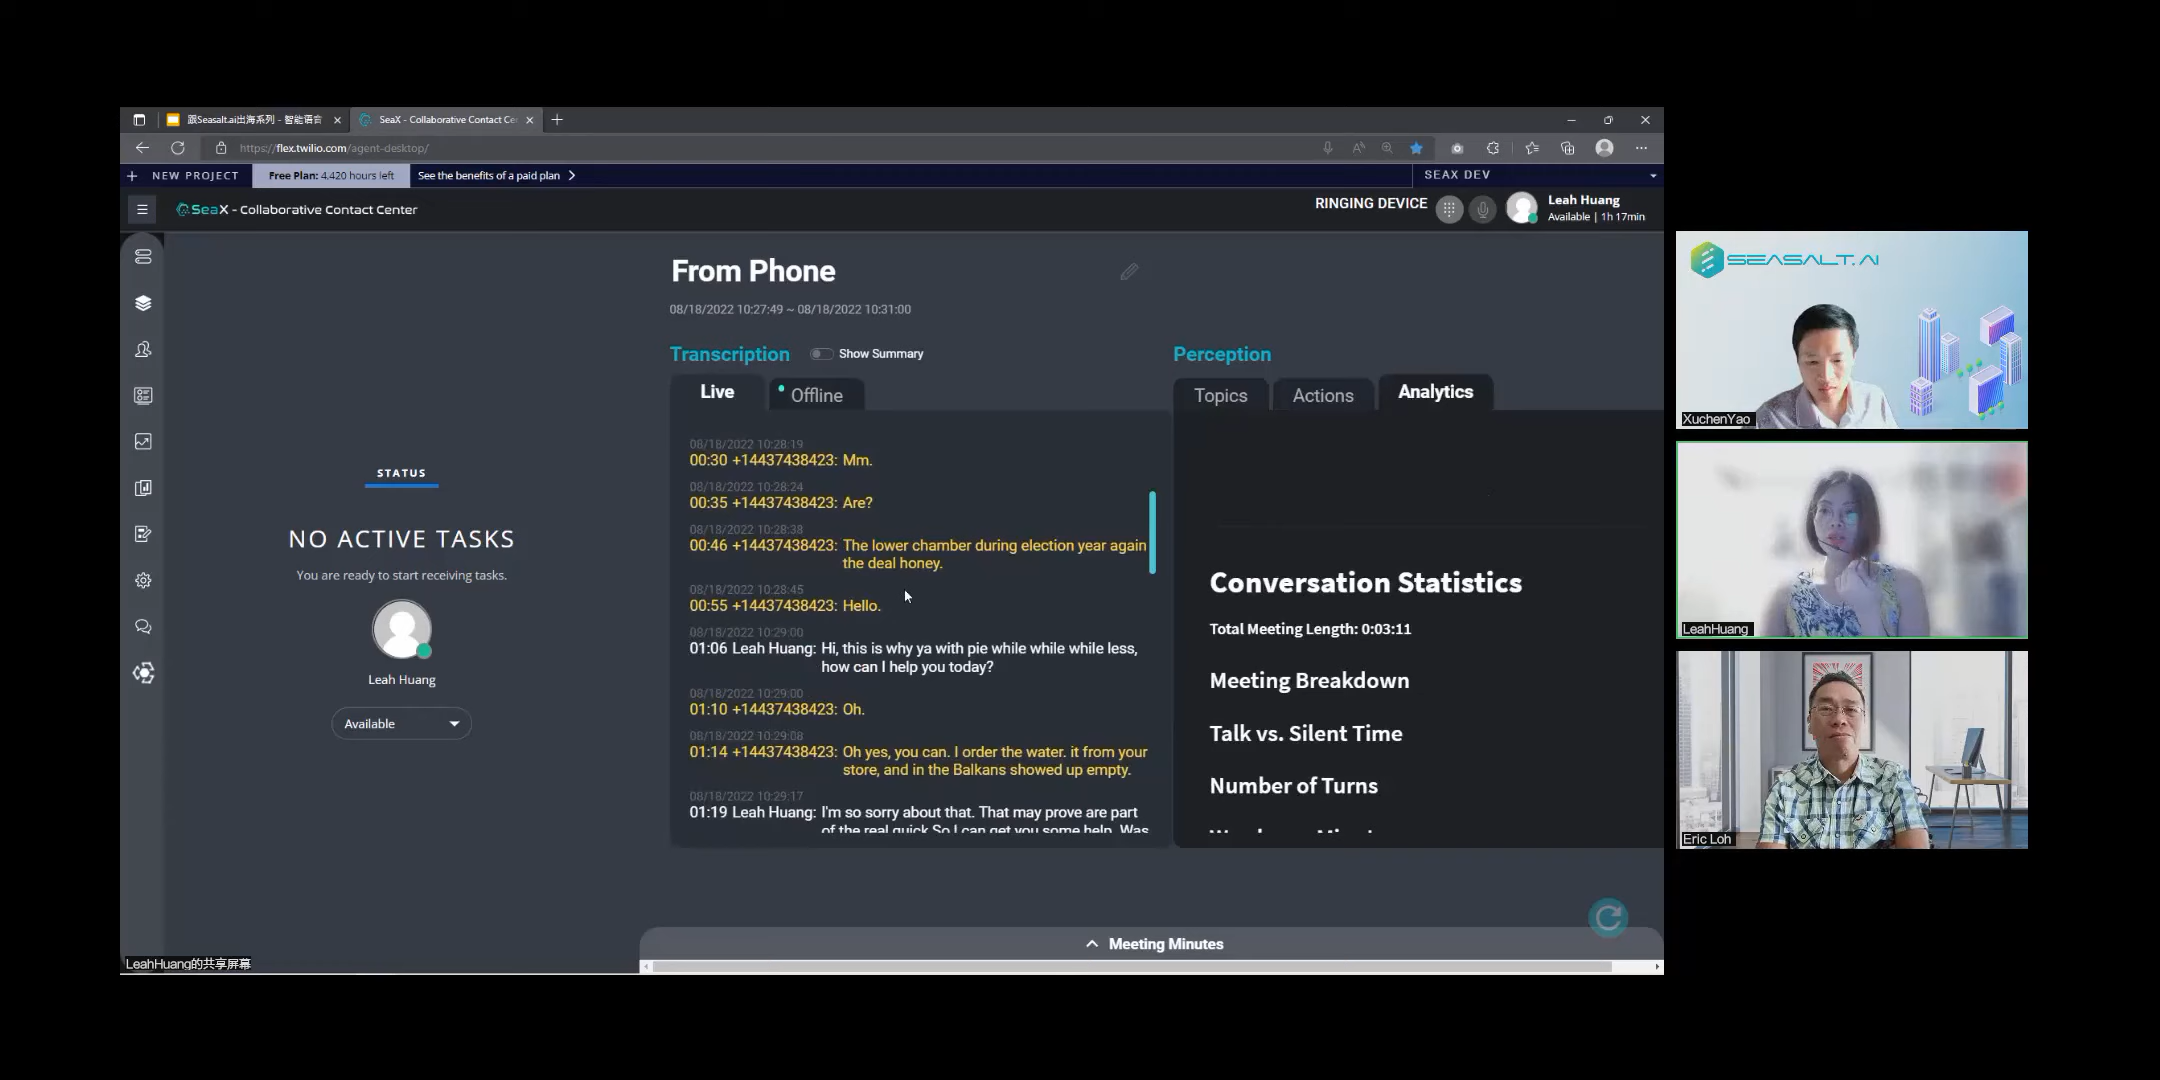 跟Seasalt.ai出海系列 - 智能语音
SeaX - Collaborative Contact Ce
https://flex.twilio.com/agent-desktop/
NEW PROJECT
Free Plan: 4,420 hours left
See the benefits of a paid plan
SEAX DEV
SeaX - Collaborative Contact Center
RINGING DEVICE
Leah Huang
Available | 1h 17min
From Phone
08/18/2022 10:27:49 ~ 08/18/2022 10:31:00
Transcription
Show Summary
Live
Offline
08/18/2022 10:28:19
00:30 +14437438423: Mm.
08/18/2022 10:28:24
00:35 +14437438423: Are?
08/18/2022 10:28:38
00:46 +14437438423: The lower chamber during election year again
the deal honey.
08/18/2022 10:28:45
00:55 +14437438423: Hello.
08/18/2022 10:29:00
01:06 Leah Huang: Hi, this is why ya with pie while while while less,
how can I help you today?
08/18/2022 10:29:00
01:10 +14437438423: Oh.
08/18/2022 10:29:08
01:14 +14437438423: Oh yes, you can. I order the water. it from your
store, and in the Balkans showed up empty.
08/18/2022 10:29:17
01:19 Leah Huang: I'm so sorry about that. That may prove are part
of the real quick So I can get you some help. Was
Perception
Topics
Actions
Analytics
Conversation Statistics
Total Meeting Length: 0:03:11
Meeting Breakdown
Talk vs. Silent Time
Number of Turns
STATUS
NO ACTIVE TASKS
You are ready to start receiving tasks.
Leah Huang
Available
Meeting Minutes
LeahHuang的共享屏幕
SEASALT.AI
XuchenYao
LeahHuang
Eric Loh